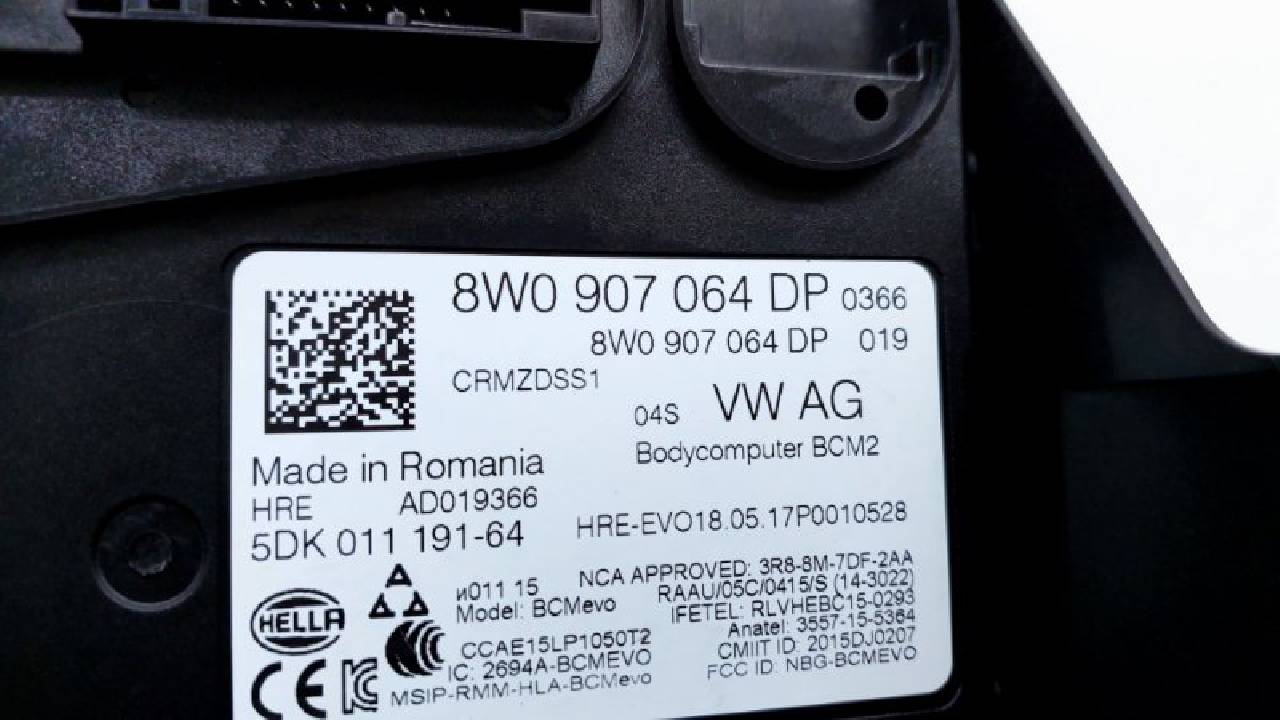 8W0 907 064 DP 0366
8W0 907 064 DP 019
CRMZDSS1
04S VW AG
Bodycomputer BCM2
Made in Romania
HRE AD019366
5DK 011 191-64
HRE-EVO18.05.17P0010528
и011 15
Model: BCMevo
NCA APPROVED: 3R8-8M-7DF-2AA
RAAU/05C/0415/S (14-3022)
IFETEL: RLVHEBC15-0293
Anatel: 3557-15-5364
CMIIT ID: 2015DJ0207
FCC ID: NBG-BCMEVO
HELLA
CCAE15LP1050T2
IC: 2694A-BCMEVO
MSIP-RMM-HLA-BCMevo
CE